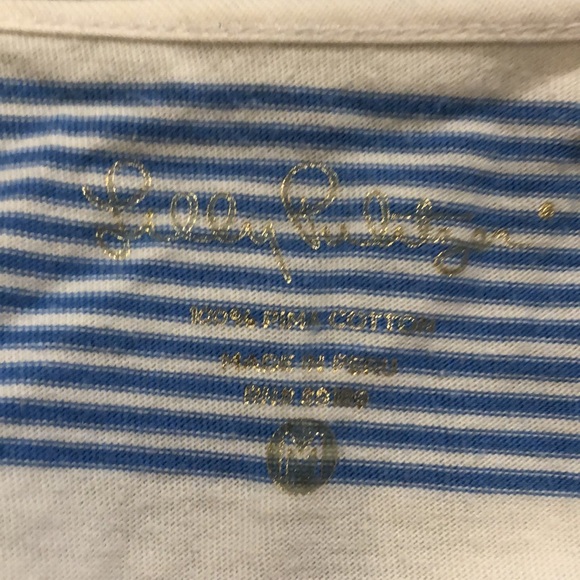 Lilly Pulitzer®
100% PIMA COTTON
MADE IN PERU
M